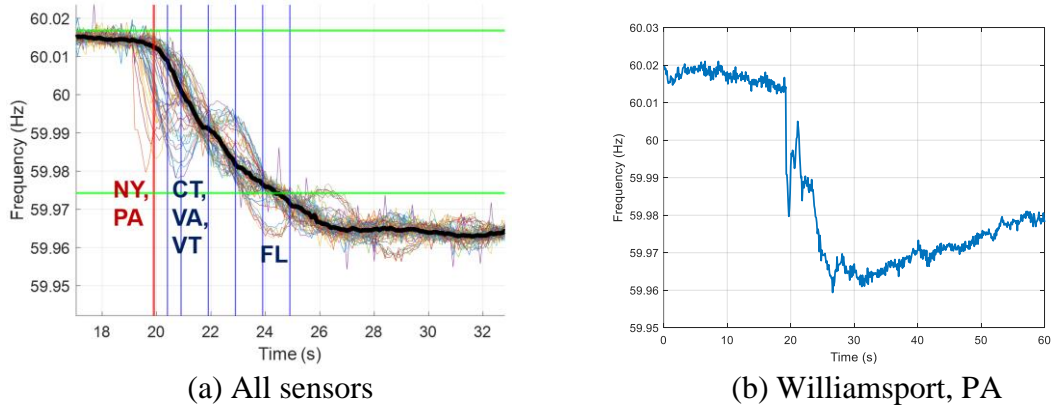 60.02
60.01
60
59.99
59.98
59.97
59.96
59.95
Frequency (Hz)
NY,
PA
CT,
VA,
VT
FL
18 20 22 24 26 28 30 32
Time (s)
(a) All sensors
60.03
60.02
60.01
60
59.99
59.98
59.97
59.96
59.95
Frequency (Hz)
0 10 20 30 40 50 60
Time (s)
(b) Williamsport, PA